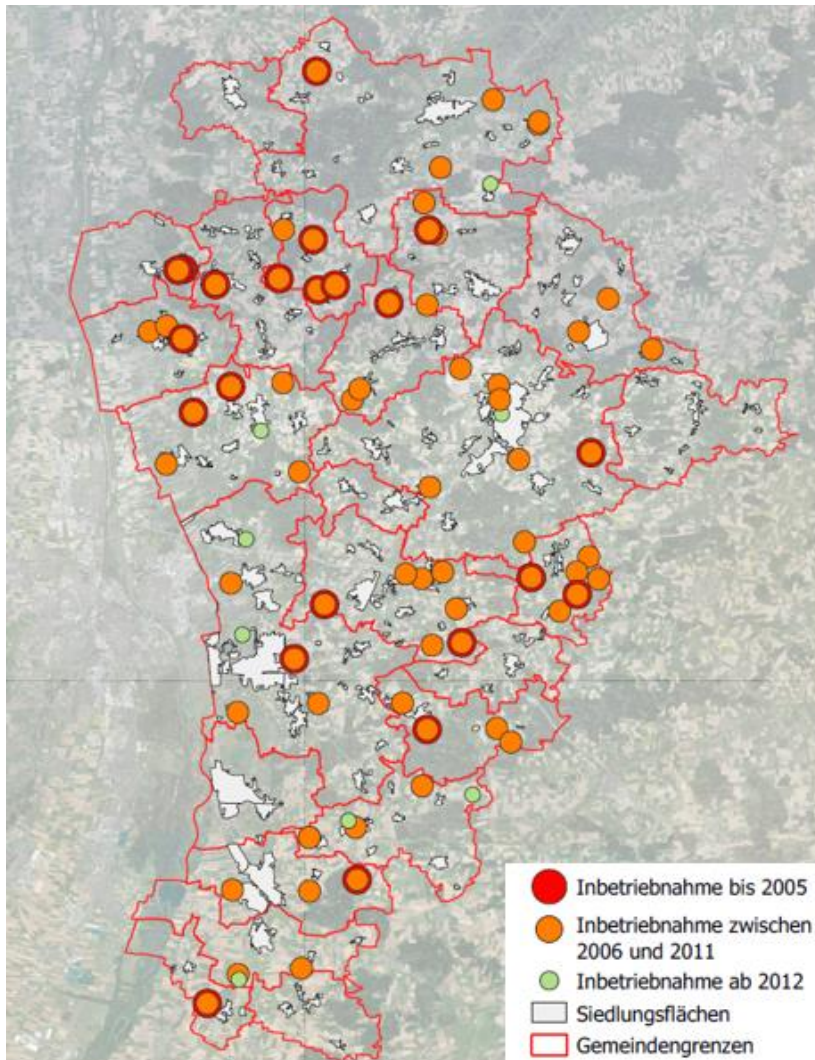 Inbetriebnahme bis 2005
Inbetriebnahme zwischen
2006 und 2011
Inbetriebnahme ab 2012
Siedlungsflächen
Gemeindengrenzen